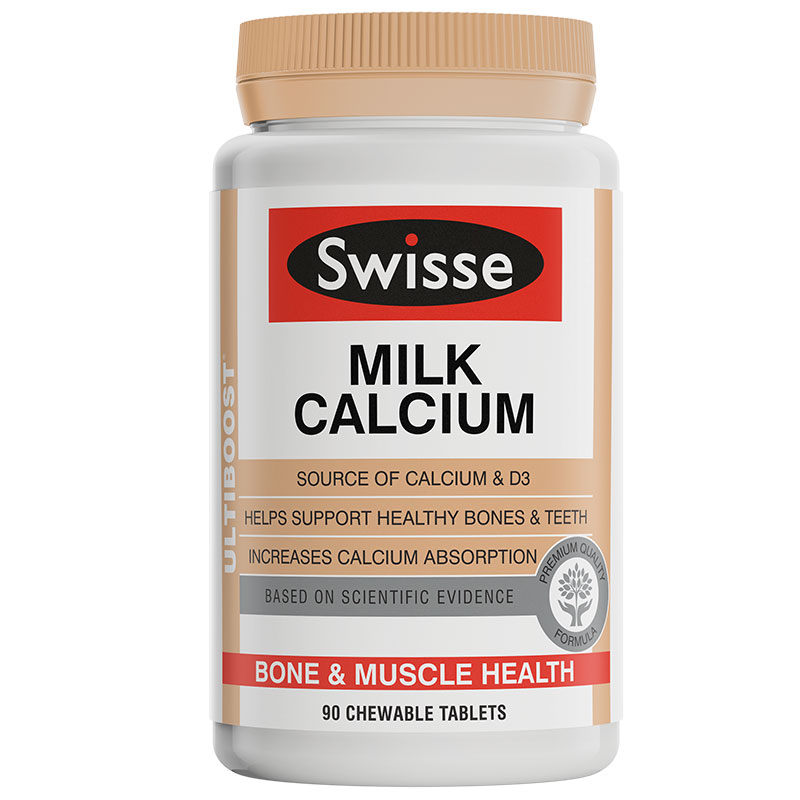 Swisse
MILK
CALCIUM
ULTIBOOST®
SOURCE OF CALCIUM & D3
HELPS SUPPORT HEALTHY BONES & TEETH
INCREASES CALCIUM ABSORPTION
BASED ON SCIENTIFIC EVIDENCE
PREMIUM QUALITY
FORMULA
BONE & MUSCLE HEALTH
90 CHEWABLE TABLETS